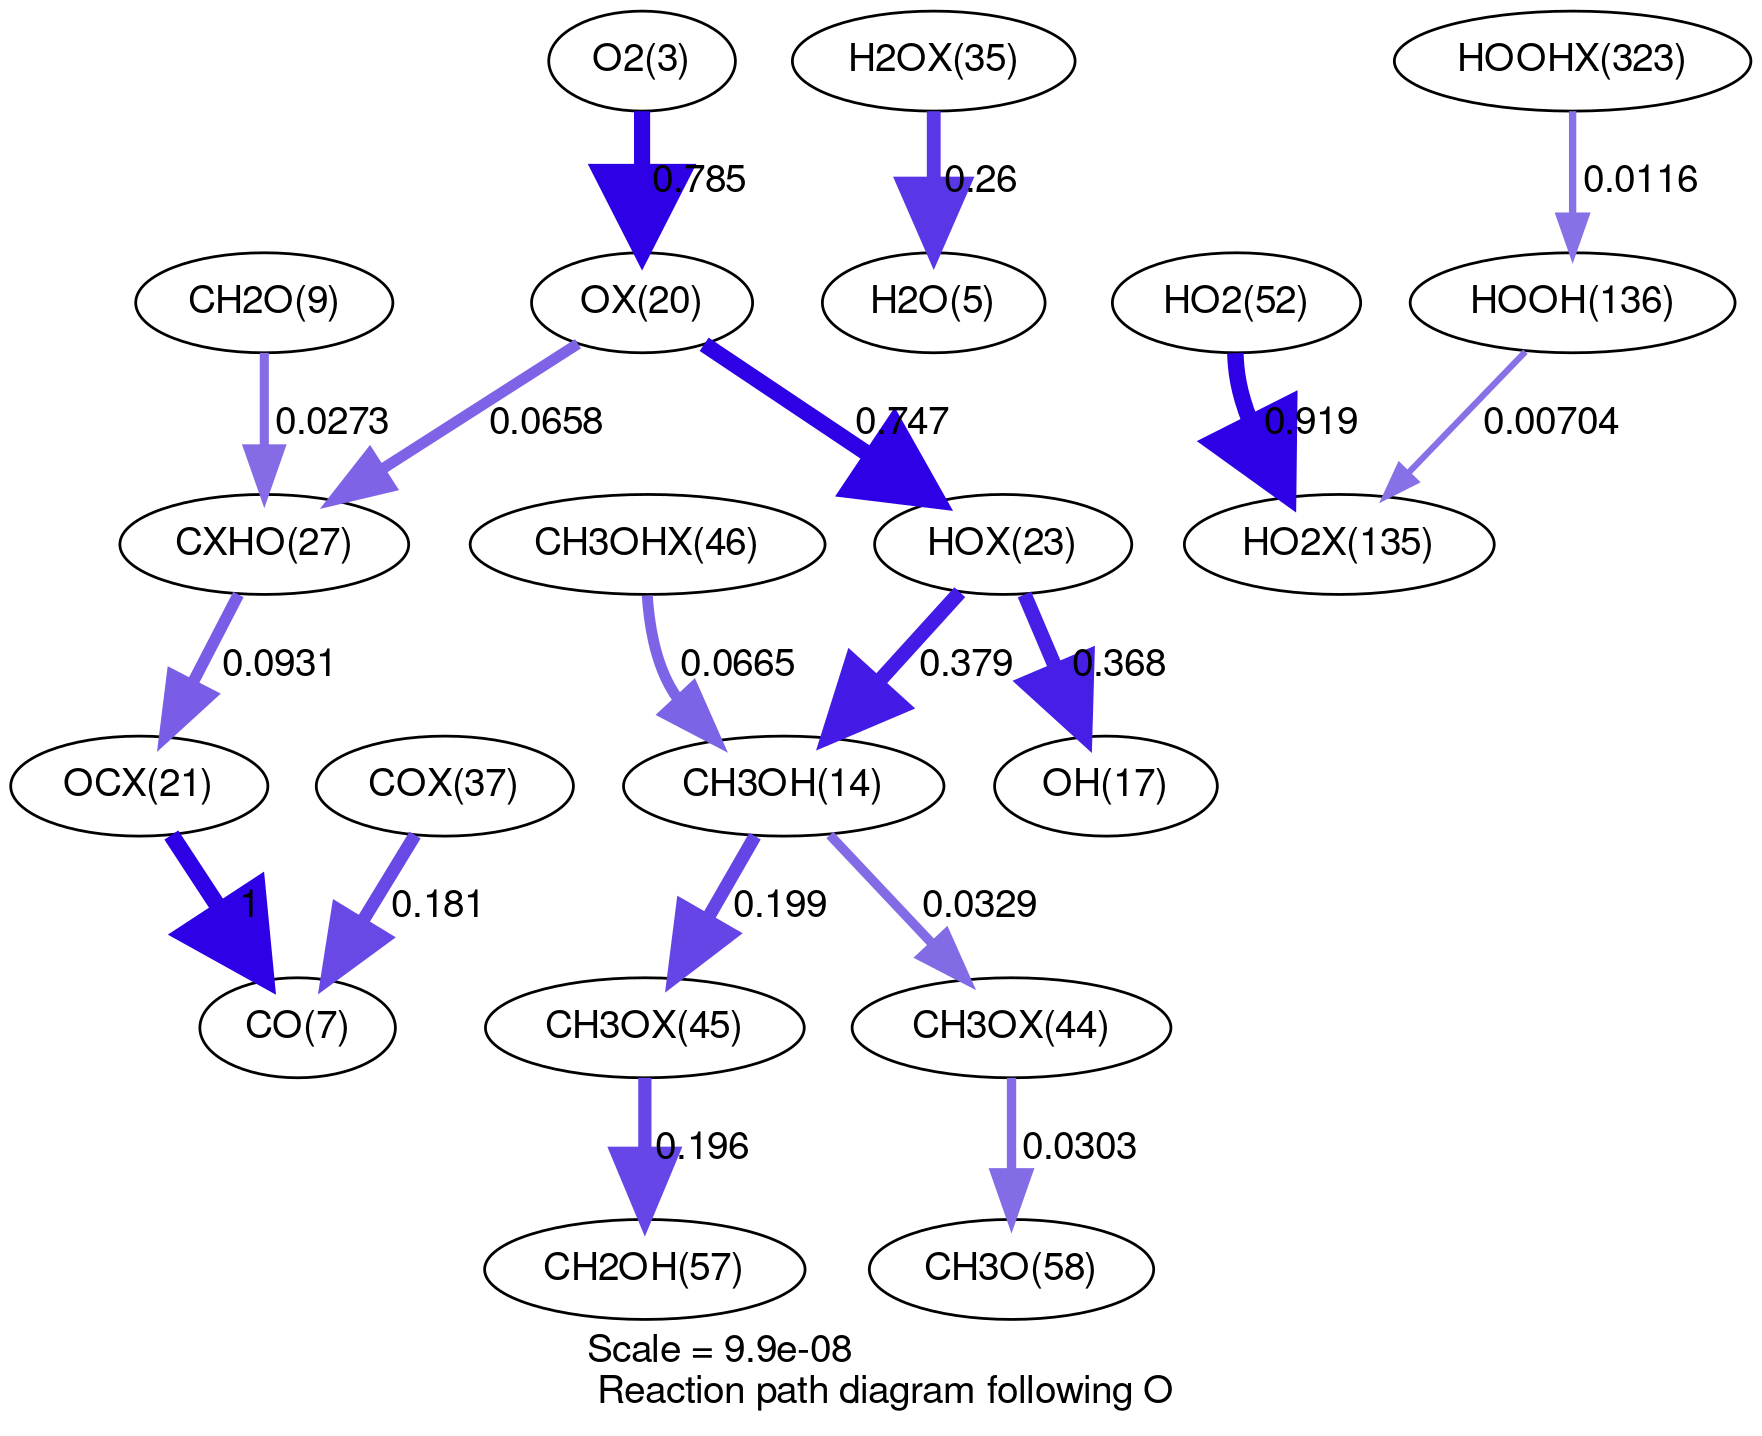 O2(3)
H2OX(35)
HOOHX(323)
0.785
0.26
0.0116
CH2O(9)
OX(20)
H2O(5)
HO2(52)
HOOH(136)
0.0273
0.0658
0.747
0.919
0.00704
CXHO(27)
CH3OHX(46)
HOX(23)
HO2X(135)
0.0931
0.0665
0.379
0.368
OCX(21)
COX(37)
CH3OH(14)
OH(17)
1
0.181
0.199
0.0329
CO(7)
CH3OX(45)
CH3OX(44)
0.196
0.0303
CH2OH(57)
CH3O(58)
Scale = 9.9e-08
Reaction path diagram following O